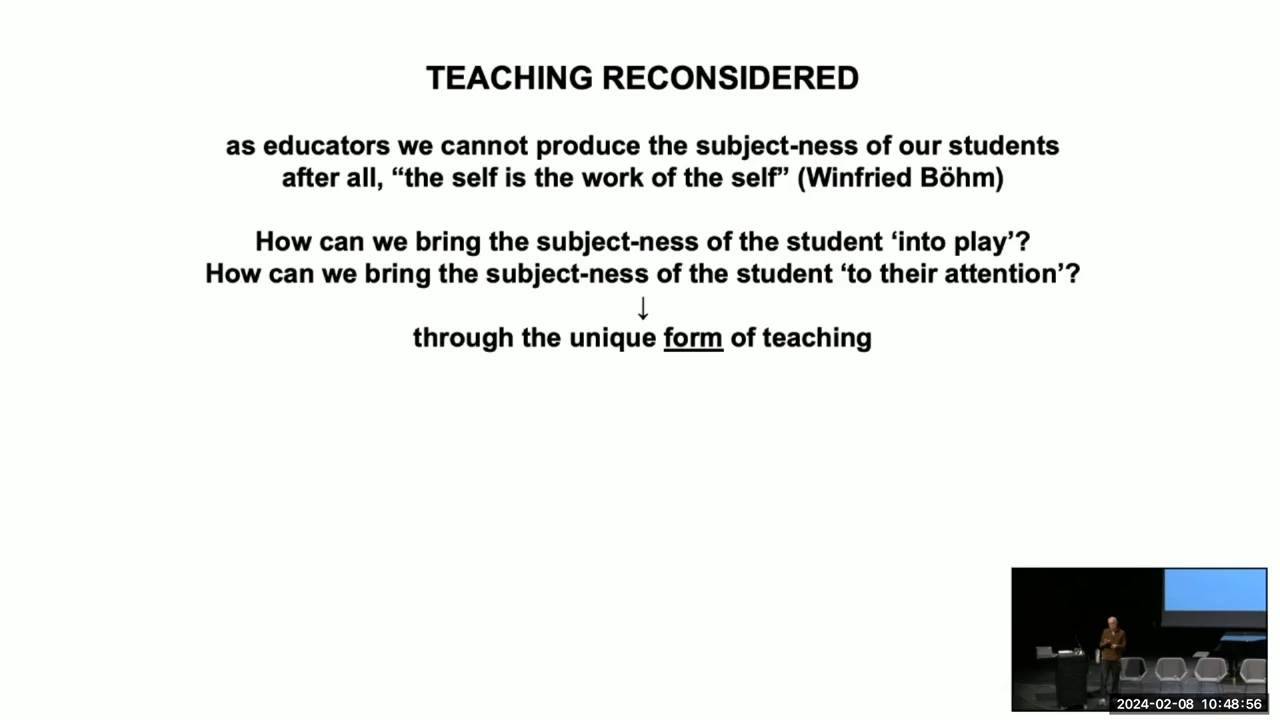 TEACHING RECONSIDERED
as educators we cannot produce the subject-ness of our students
after all, “the self is the work of the self” (Winfried Böhm)
How can we bring the subject-ness of the student ‘into play’?
How can we bring the subject-ness of the student ‘to their attention’?
↓
through the unique form of teaching
2024-02-08 10:48:56